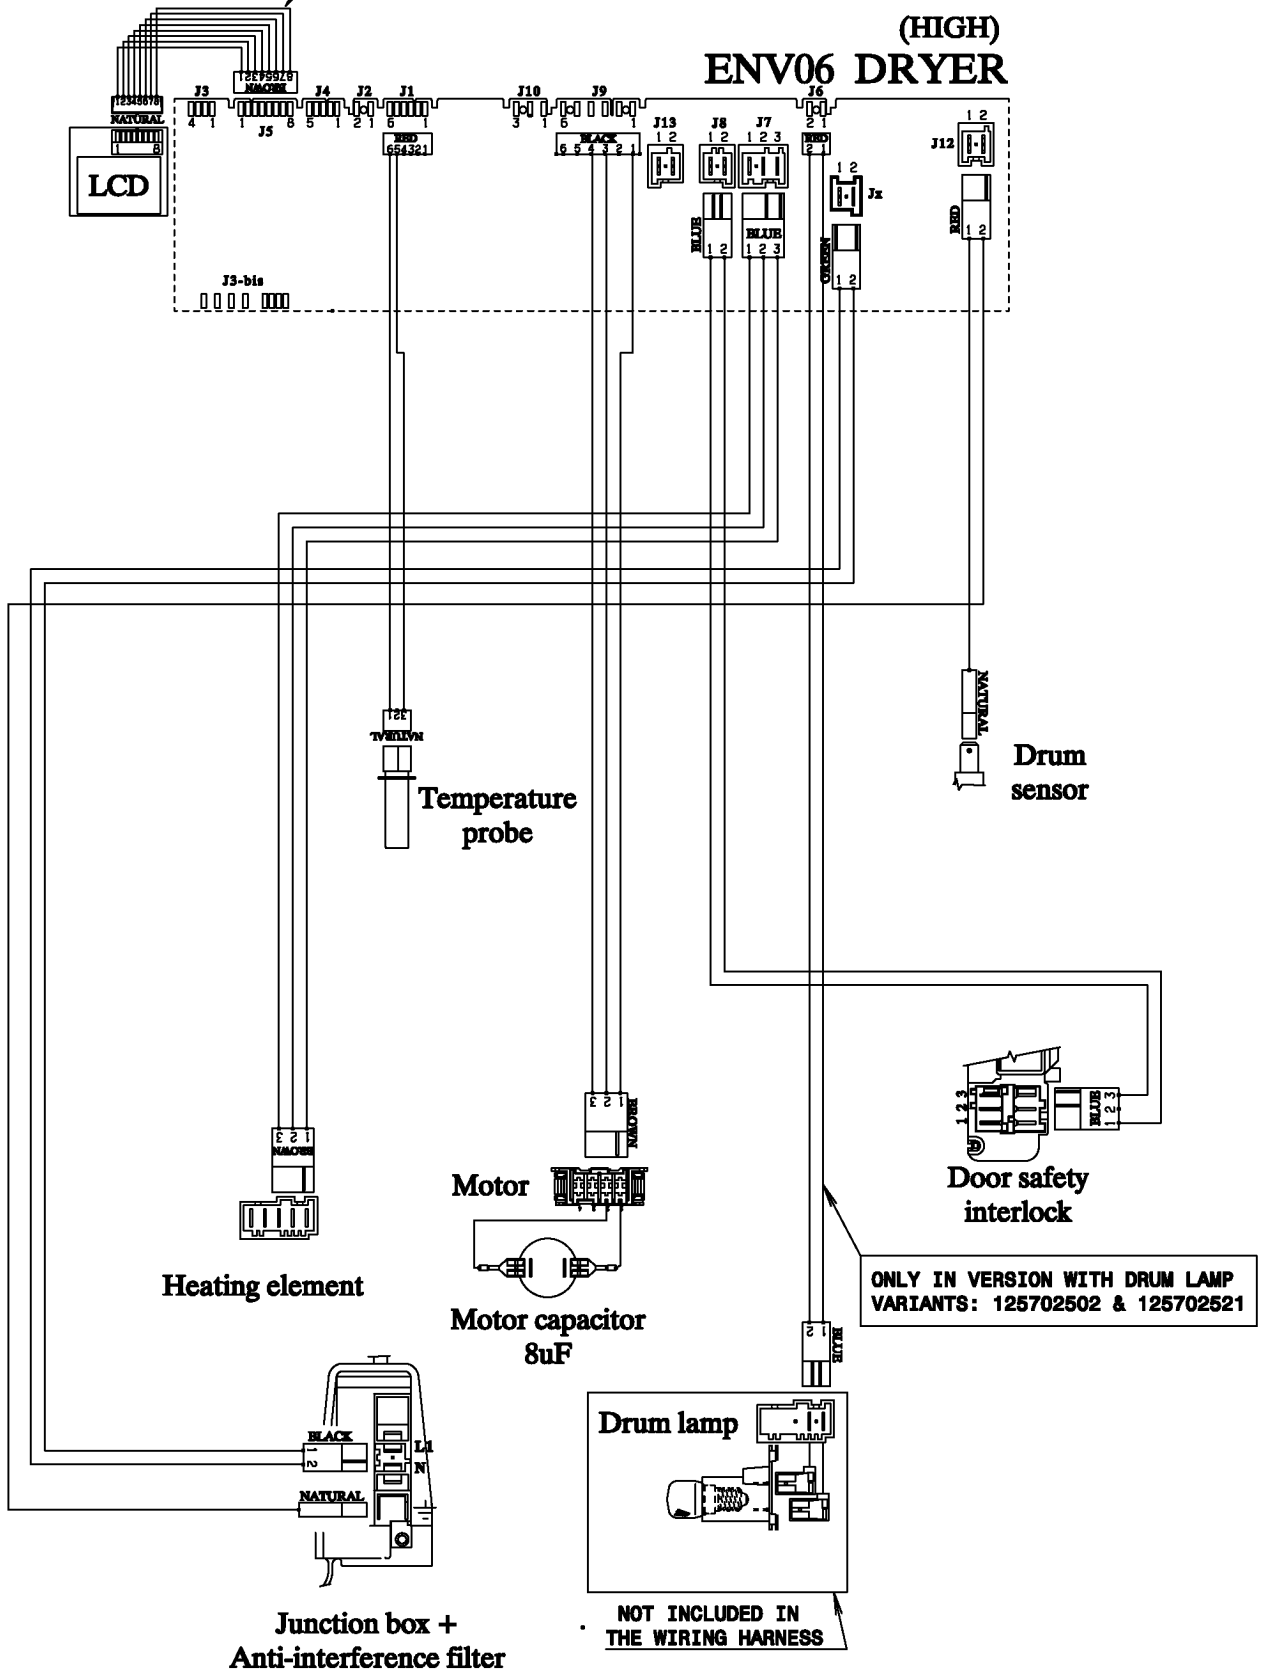 (HIGH)
ENV06 DRYER
87654321
BROWN
12345678
NATURAL
1 8
LCD
J3
4 1
J5
1 8
J4
5 1
J2
2 1
J1
6 1
RED
654321
J10
3 1
J9
6 1
BLACK
6 5 4 3 2 1
J13
1 2
J8
1 2
J7
1 2 3
J6
2 1
RED
2 1
J12
1 2
Jx
1 2
BLUE
1 2
BLUE
1 2 3
GREEN
1 2
RED
1 2
J3-bis
321
NATURAL
Temperature
probe
NATURAL
Drum
sensor
3 2 1
BROWN
Heating element
3 2 1
BROWN
Motor
Motor capacitor
8uF
1 2 3
BLUE
1 2 3
Door safety
interlock
ONLY IN VERSION WITH DRUM LAMP
VARIANTS: 125702502 & 125702521
2 1
BLUE
Drum lamp
NOT INCLUDED IN
THE WIRING HARNESS
BLACK
1
2
L1
N
NATURAL
Junction box +
Anti-interference filter